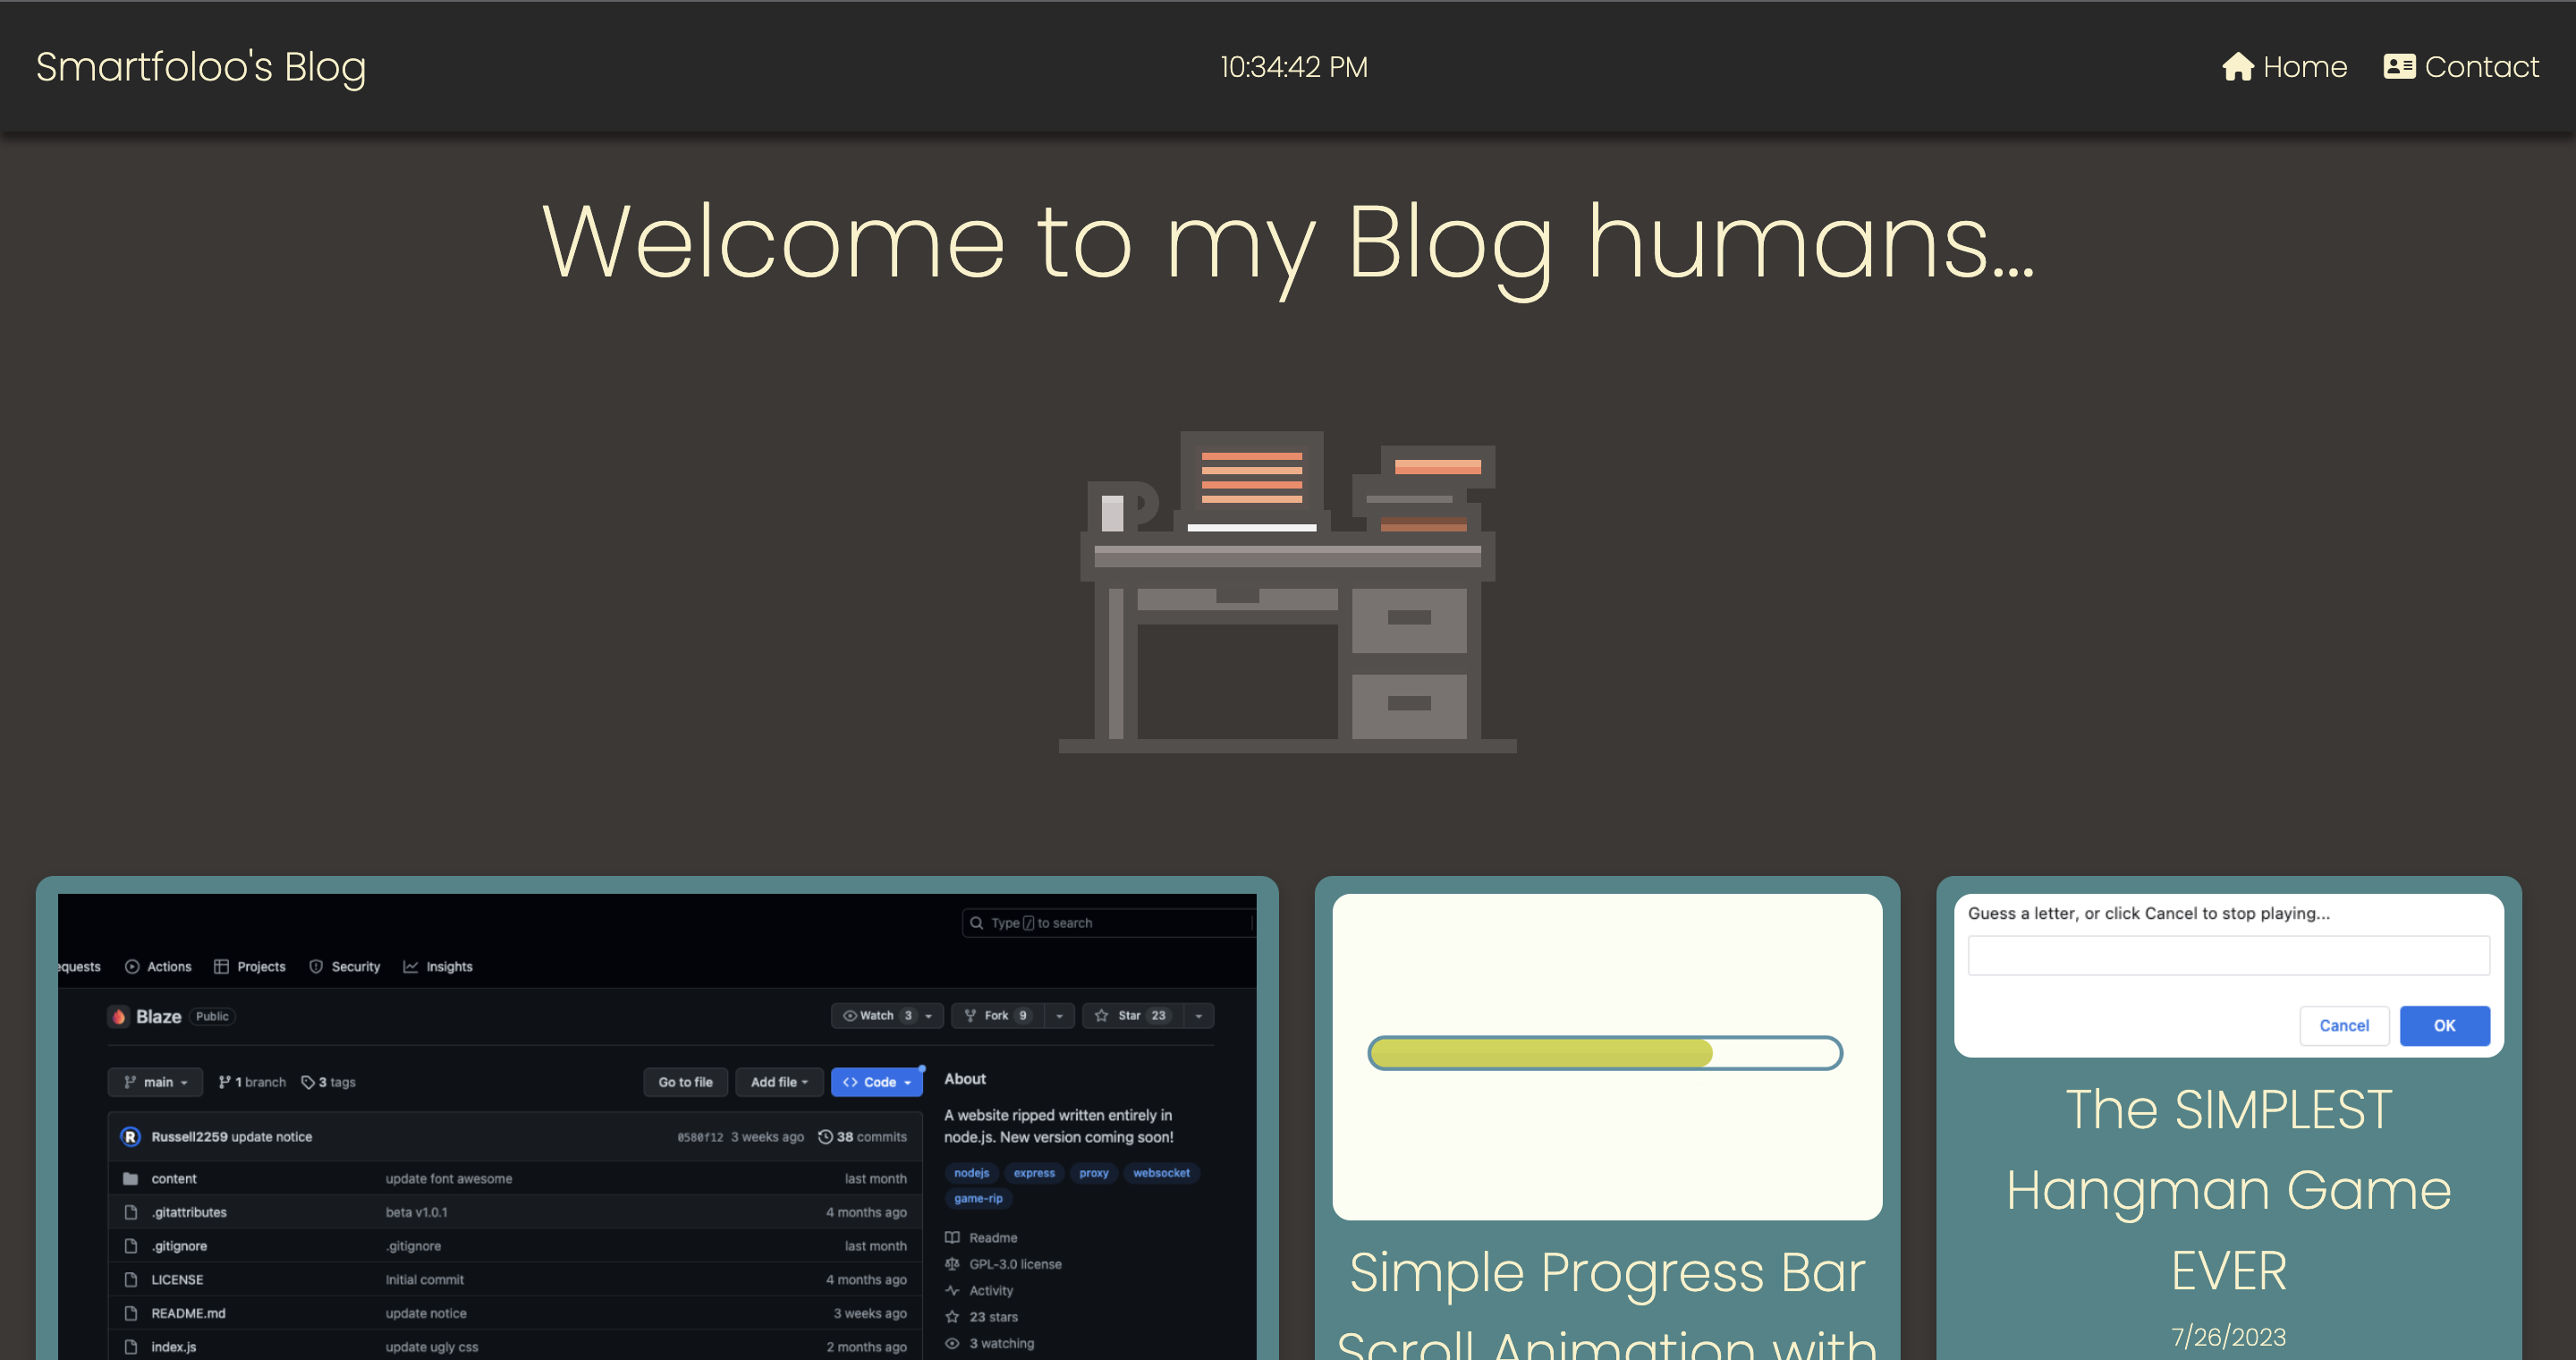 Smartfoloo's Blog
10:34:42 PM
Home
Contact
Welcome to my Blog humans...
Type / to search
equests
Actions
Projects
Security
Insights
Blaze
Public
Watch 3
Fork 9
Star 23
main
1 branch
3 tags
Go to file
Add file
Code
Russell2259 update notice
0580f12 3 weeks ago
38 commits
content
update font awesome
last month
.gitattributes
beta v1.0.1
4 months ago
.gitignore
.gitignore
last month
LICENSE
Initial commit
4 months ago
README.md
update notice
3 weeks ago
index.js
update ugly css
2 months ago
About
A website ripped written entirely in
node.js. New version coming soon!
nodejs express proxy websocket
game-rip
Readme
GPL-3.0 license
Activity
23 stars
3 watching
Simple Progress Bar
Scroll Animation with
Guess a letter, or click Cancel to stop playing...
Cancel
OK
The SIMPLEST
Hangman Game
EVER
7/26/2023